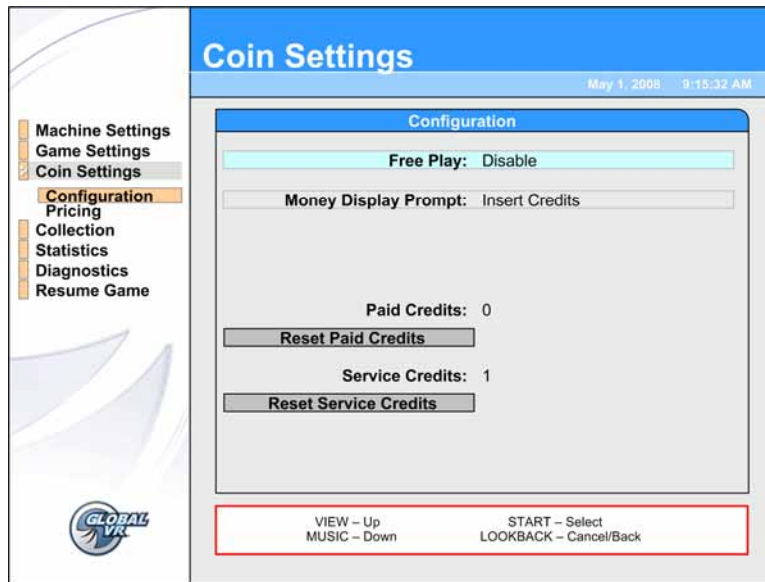 Coin Settings
May 1, 2008 9:15:32 AM
Machine Settings
Game Settings
Coin Settings
Configuration
Pricing
Collection
Statistics
Diagnostics
Resume Game
Configuration
Free Play: Disable
Money Display Prompt: Insert Credits
Paid Credits: 0
Reset Paid Credits
Service Credits: 1
Reset Service Credits
GLOBAL
VR
VIEW – Up START – Select
MUSIC – Down LOOKBACK – Cancel/Back